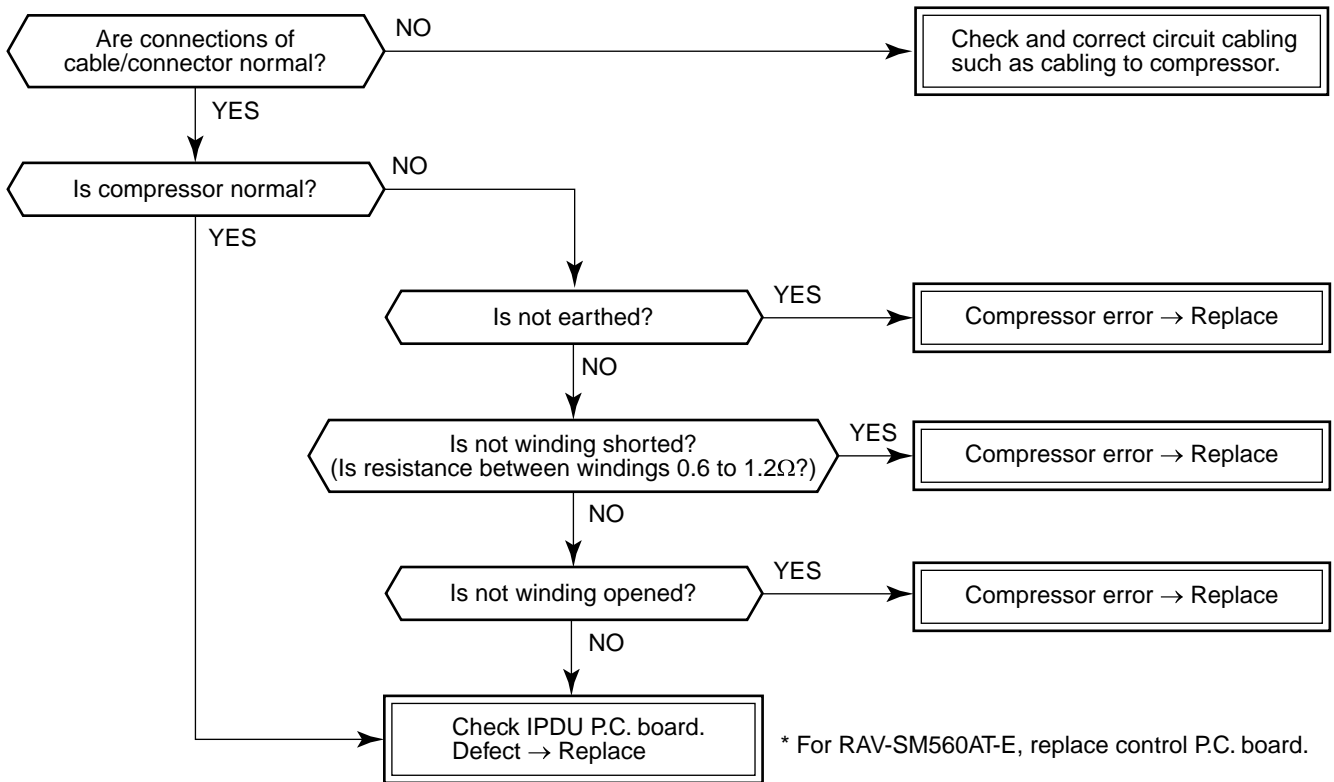 Are connections of
cable/connector normal?
NO
Check and correct circuit cabling
such as cabling to compressor.
YES
Is compressor normal?
NO
YES
Is not earthed?
YES
Compressor error → Replace
NO
Is not winding shorted?
(Is resistance between windings 0.6 to 1.2Ω?)
YES
Compressor error → Replace
NO
Is not winding opened?
YES
Compressor error → Replace
NO
Check IPDU P.C. board.
Defect → Replace
* For RAV-SM560AT-E, replace control P.C. board.